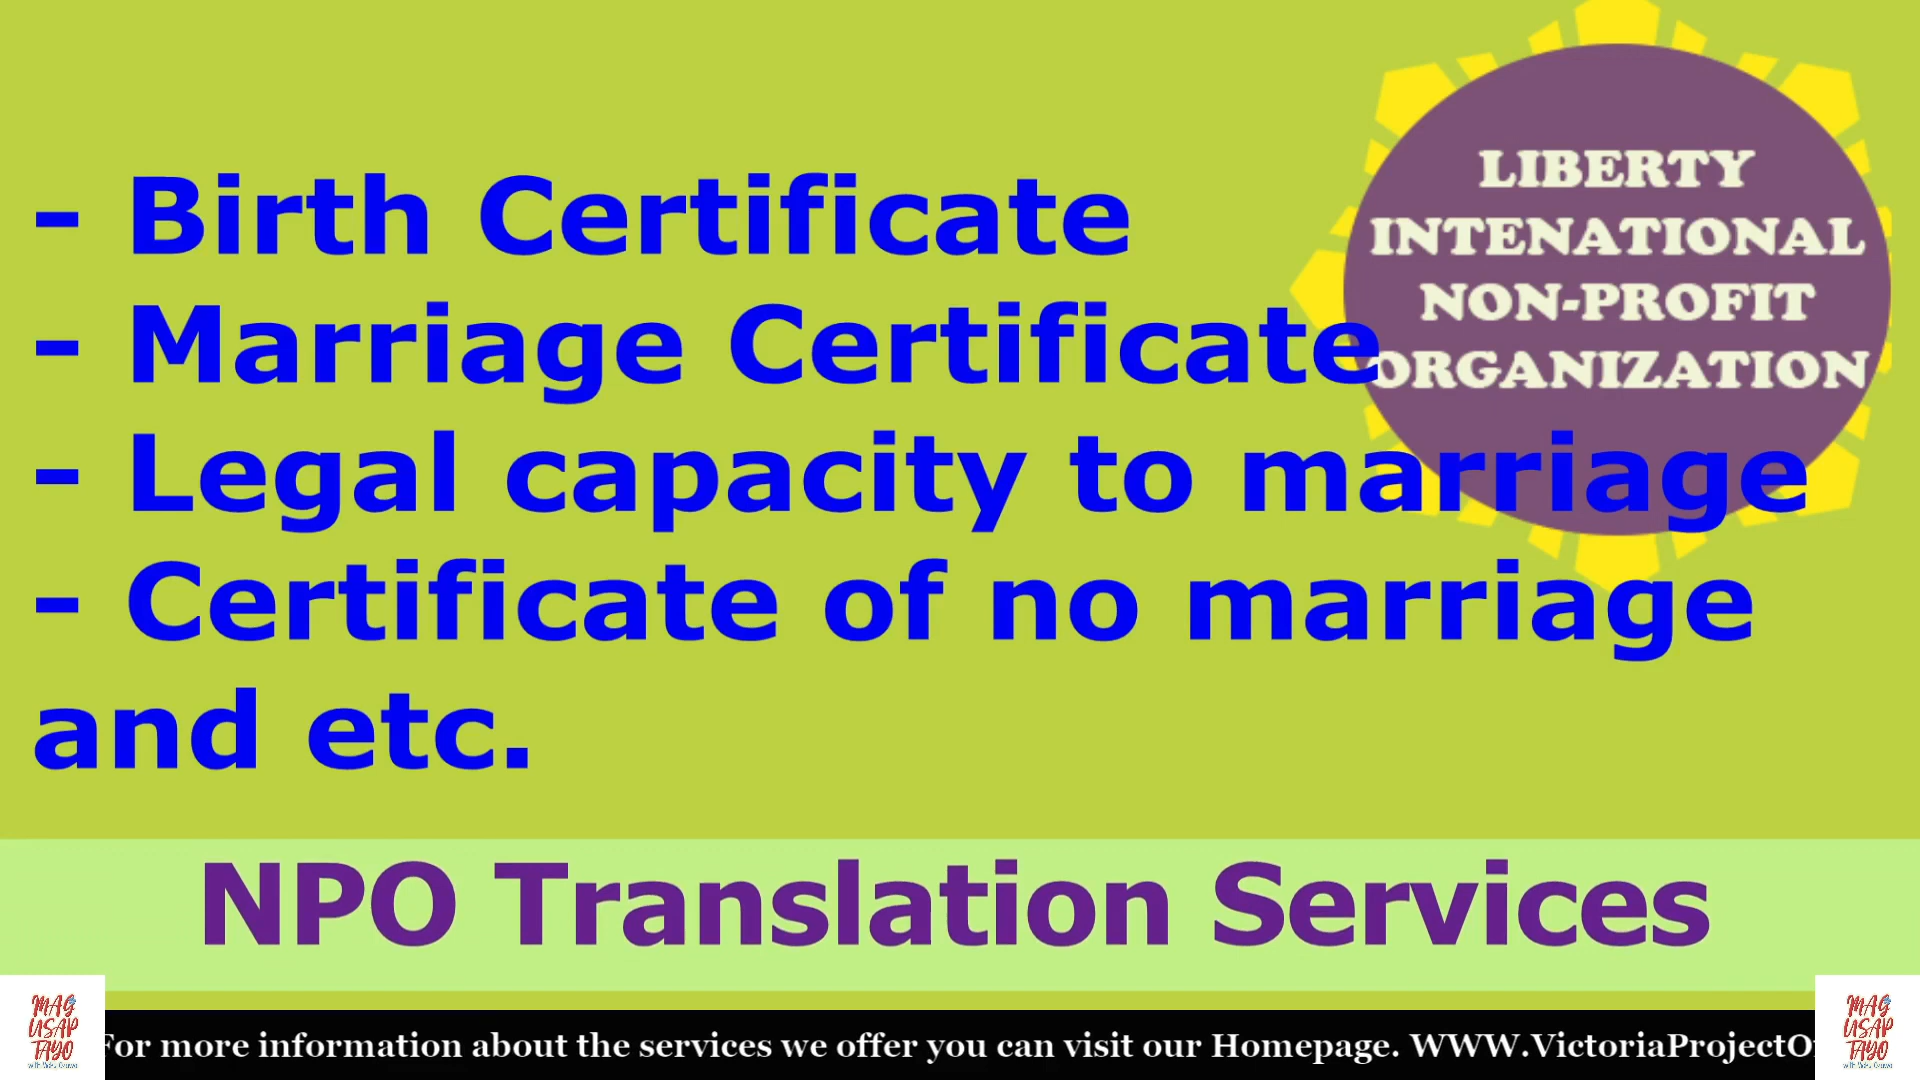 - Birth Certificate
- Marriage Certificate
- Legal capacity to marriage
- Certificate of no marriage
and etc.
LIBERTY
INTENATIONAL
NON-PROFIT
ORGANIZATION
NPO Translation Services
For more information about the services we offer you can visit our Homepage. WWW.VictoriaProjectO
MAG
USAP
TAYO
MAG
USAP
TAYO